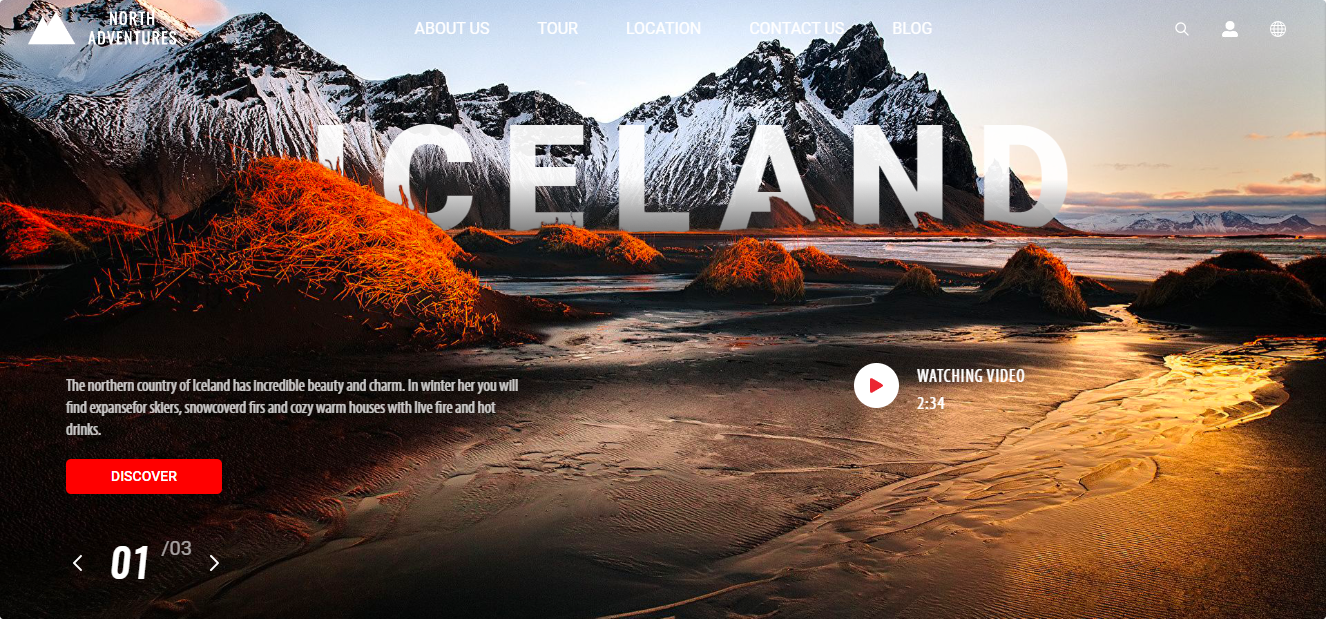 NORTH
ADVENTURES
ABOUT US
TOUR
LOCATION
CONTACT US
BLOG
ICELAND
The northern country of Iceland has incredible beauty and charm. In winter her you will
find expansefor skiers, snowcoverd firs and cozy warm houses with live fire and hot
drinks.
WATCHING VIDEO
2:34
DISCOVER
01 /03